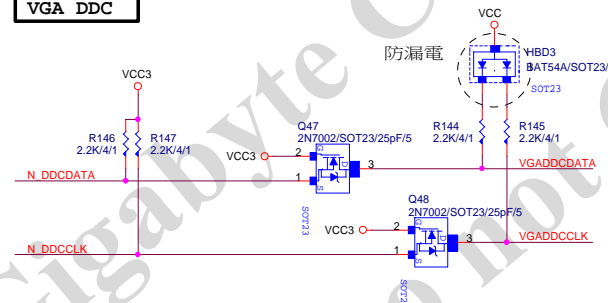 VGA DDC
VCC
防漏電
HBD3
BAT54A/SOT23/
SOT23
VCC3
R146
2.2K/4/1
R147
2.2K/4/1
Q47
2N7002/SOT23/25pF/5
R144
2.2K/4/1
R145
2.2K/4/1
VCC3
2
G
D
S
3
1
N_DDCDATA
VGADDCDATA
SOT23
Q48
2N7002/SOT23/25pF/5
VCC3
2
G
D
S
3
1
N_DDCCLK
VGADDCCLK
SOT2
Gigabyte C
o not